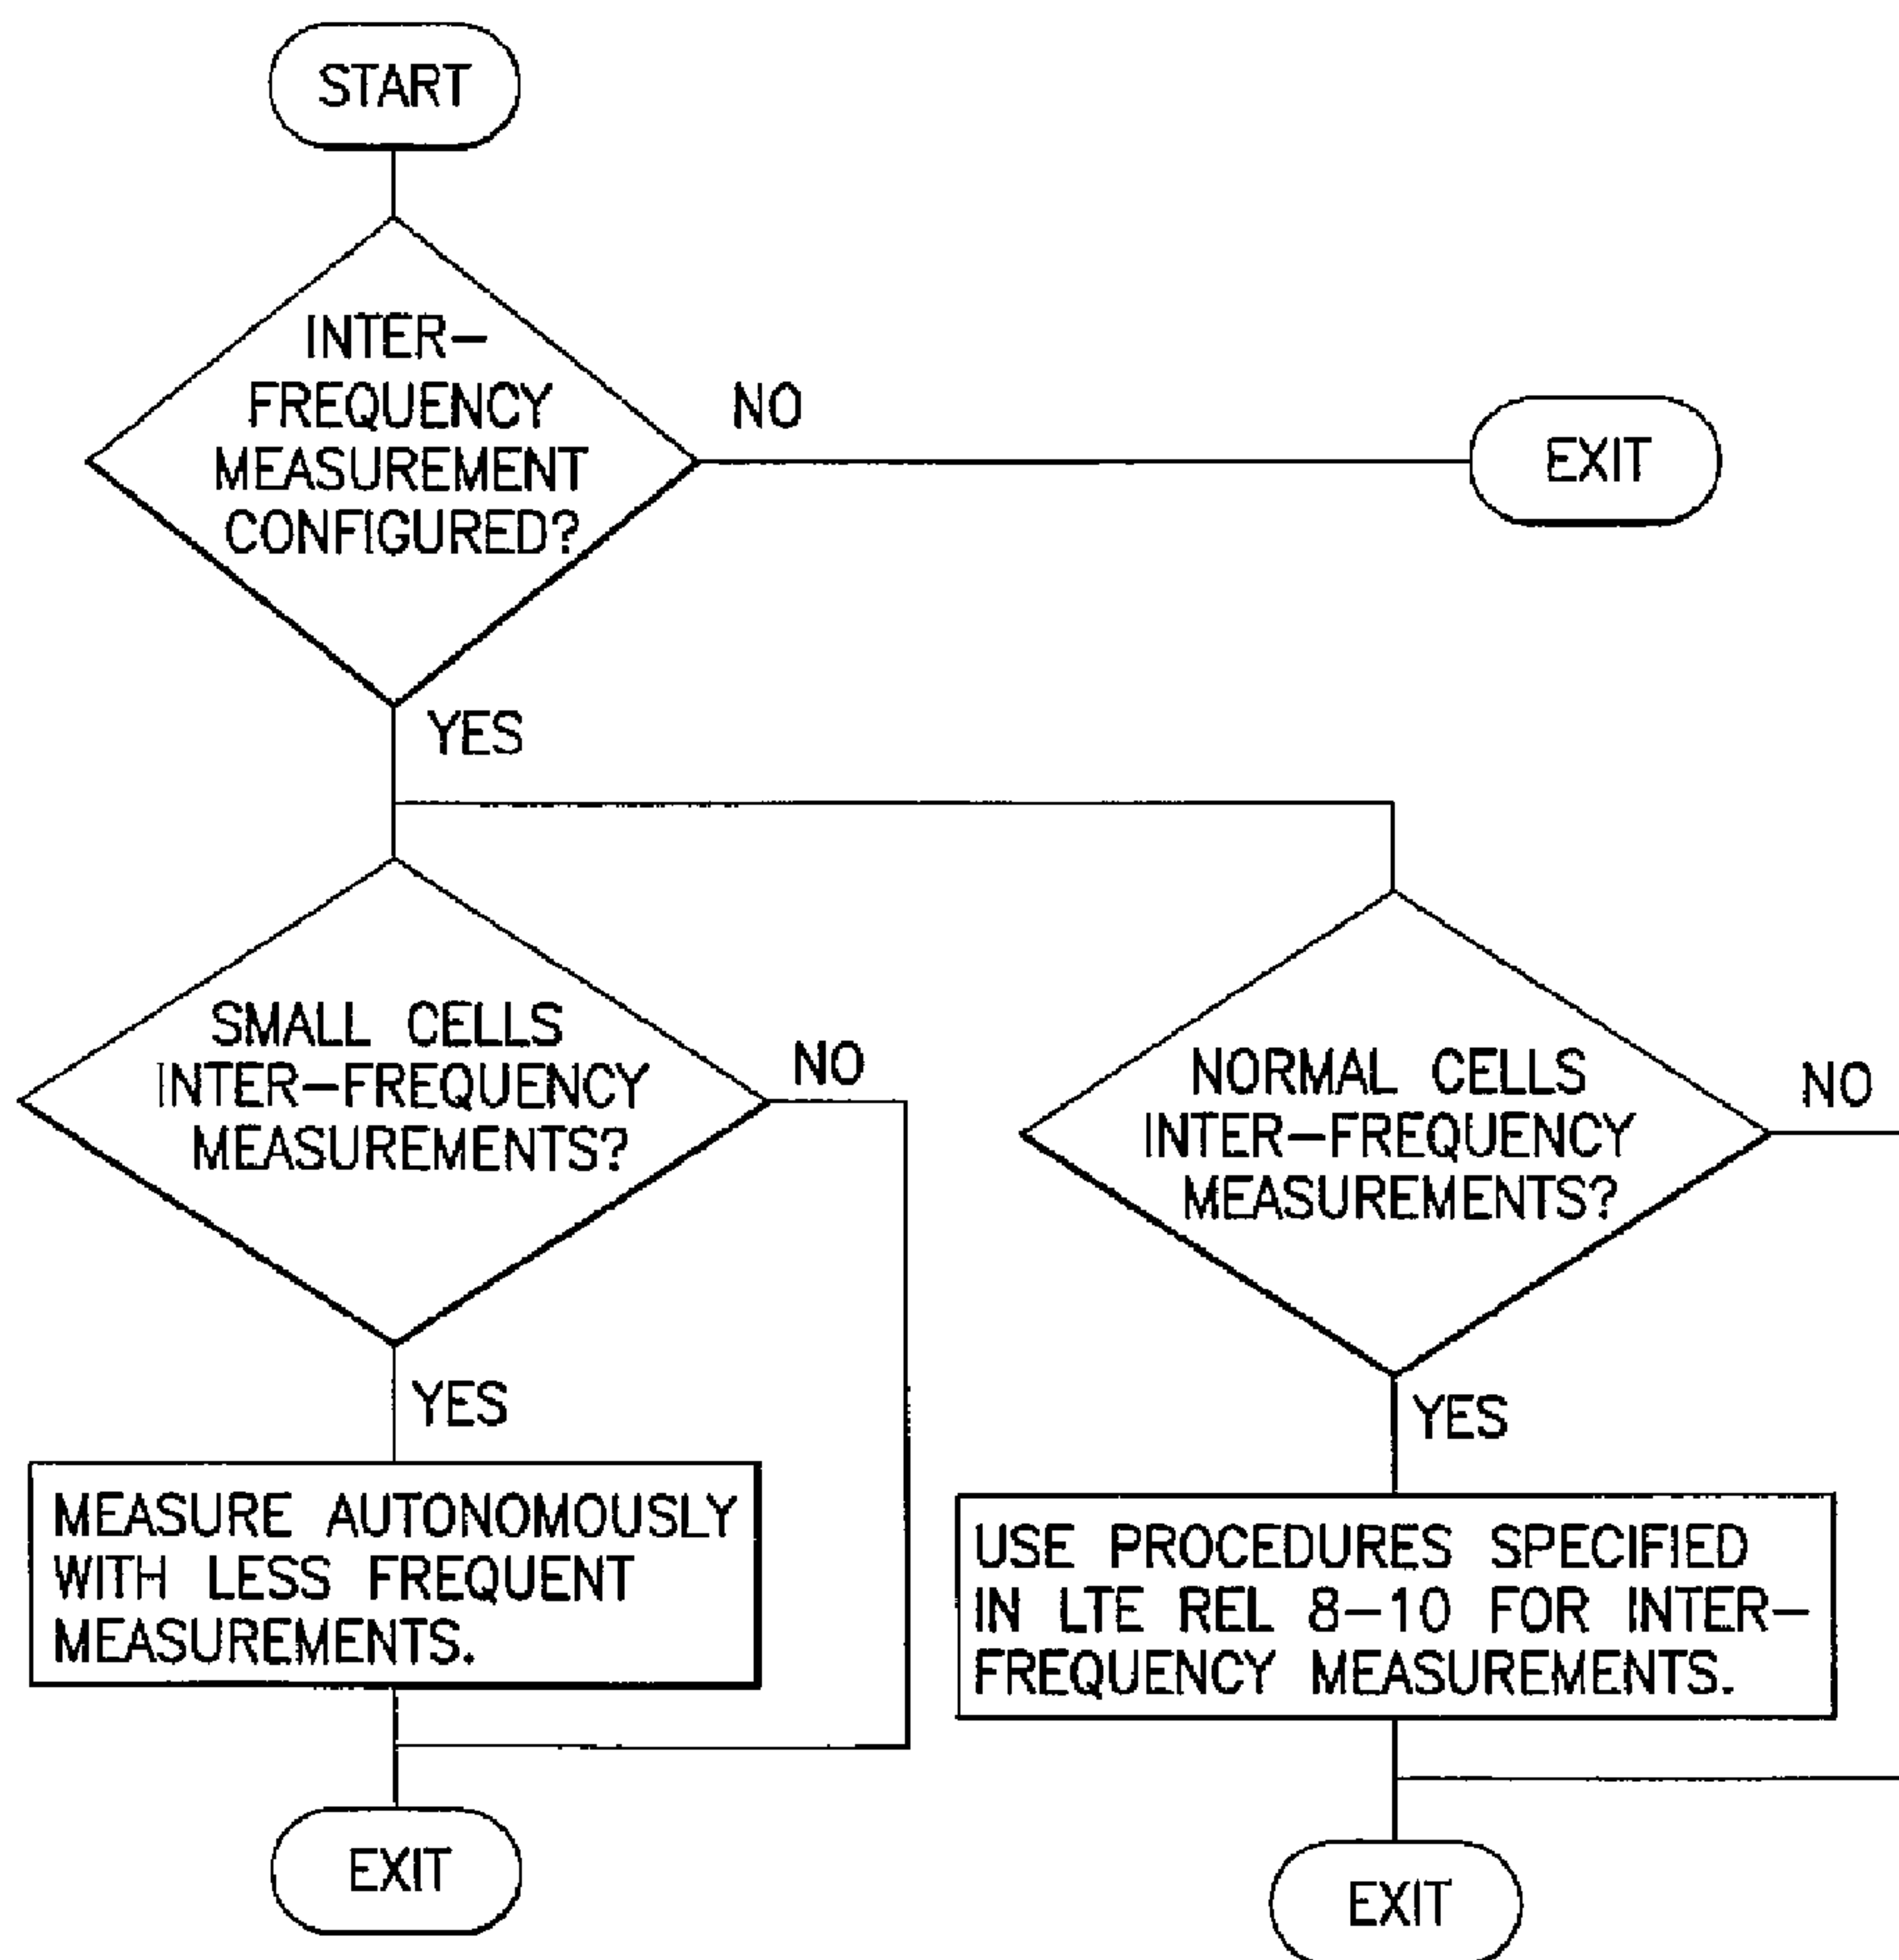 START
INTER-
FREQUENCY
MEASUREMENT
CONFIGURED?
NO
EXIT
YES
SMALL CELLS
INTER-FREQUENCY
MEASUREMENTS?
NO
NORMAL CELLS
INTER-FREQUENCY
MEASUREMENTS?
NO
YES
MEASURE AUTONOMOUSLY
WITH LESS FREQUENT
MEASUREMENTS.
YES
USE PROCEDURES SPECIFIED
IN LTE REL 8-10 FOR INTER-
FREQUENCY MEASUREMENTS.
EXIT
EXIT